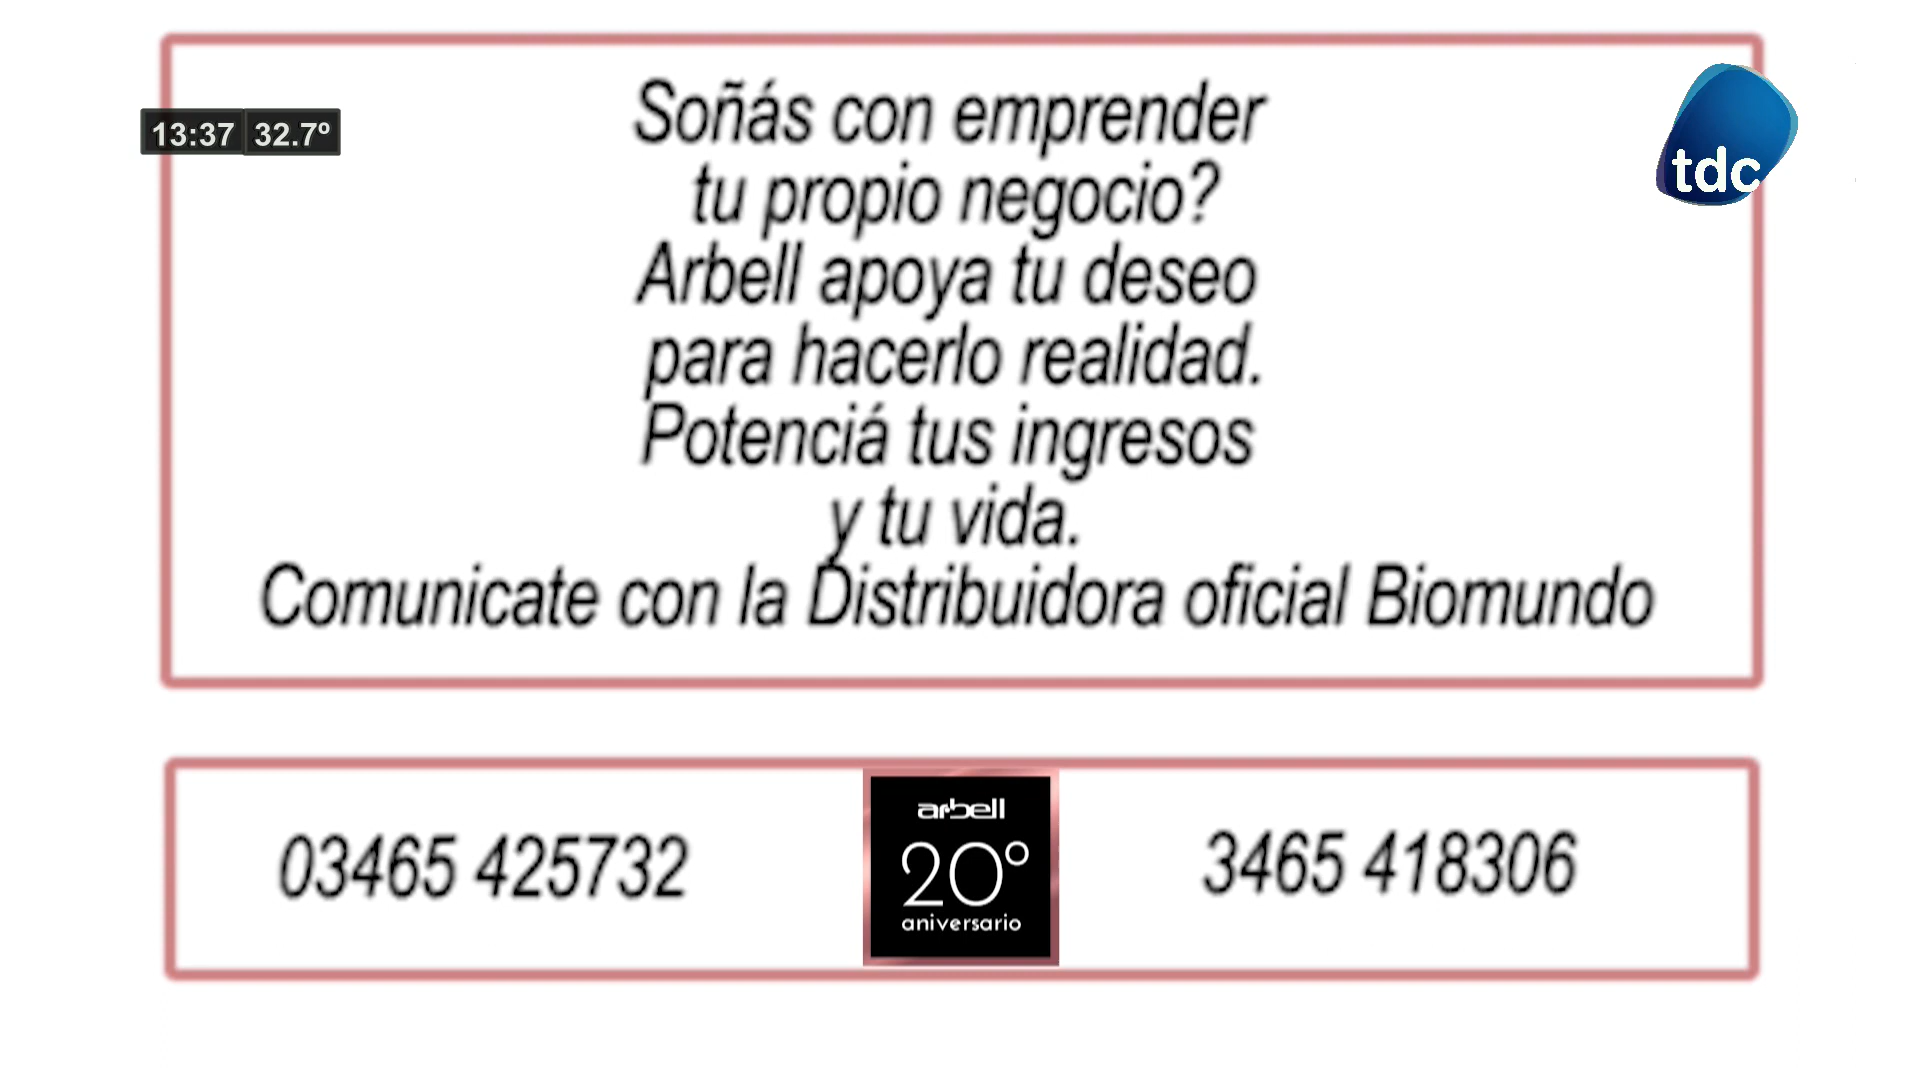 Soñás con emprender
tu propio negocio?
Arbell apoya tu deseo
para hacerlo realidad.
Potenciá tus ingresos
y tu vida.
Comunicate con la Distribuidora oficial Biomundo
13:37 32.7º
tdc
03465 425732
arbell
20º
aniversario
3465 418306